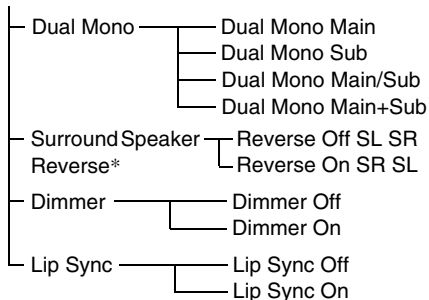 Dual Mono Dual Mono Main
Dual Mono Sub
Dual Mono Main/Sub
Dual Mono Main+Sub
Surround Speaker Reverse Off SL SR
Reverse* Reverse On SR SL
Dimmer Dimmer Off
Dimmer On
Lip Sync Lip Sync Off
Lip Sync On